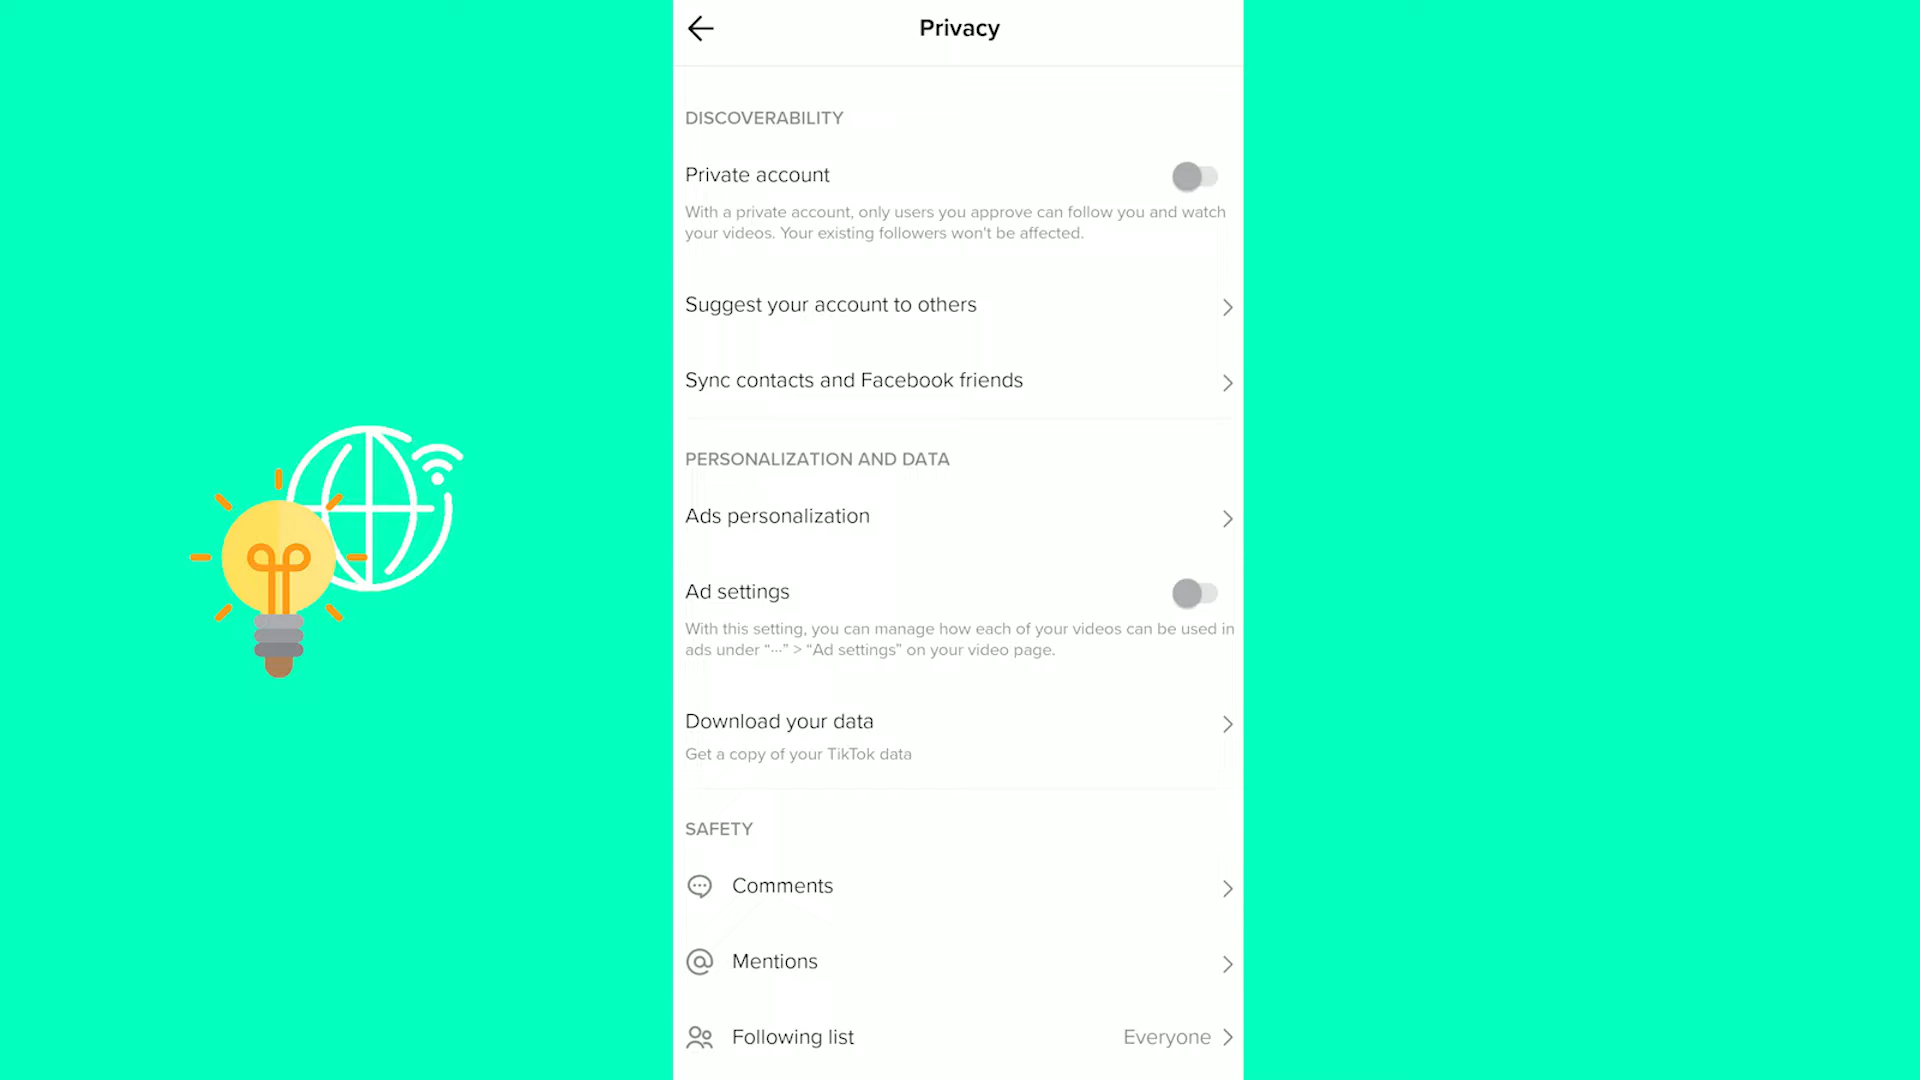 Privacy
DISCOVERABILITY
Private account
With a private account, only users you approve can follow you and watch
your videos. Your existing followers won't be affected.
Suggest your account to others
Sync contacts and Facebook friends
PERSONALIZATION AND DATA
Ads personalization
Ad settings
With this setting, you can manage how each of your videos can be used in
ads under “···” > “Ad settings” on your video page.
Download your data
Get a copy of your TikTok data
SAFETY
Comments
Mentions
Following list Everyone